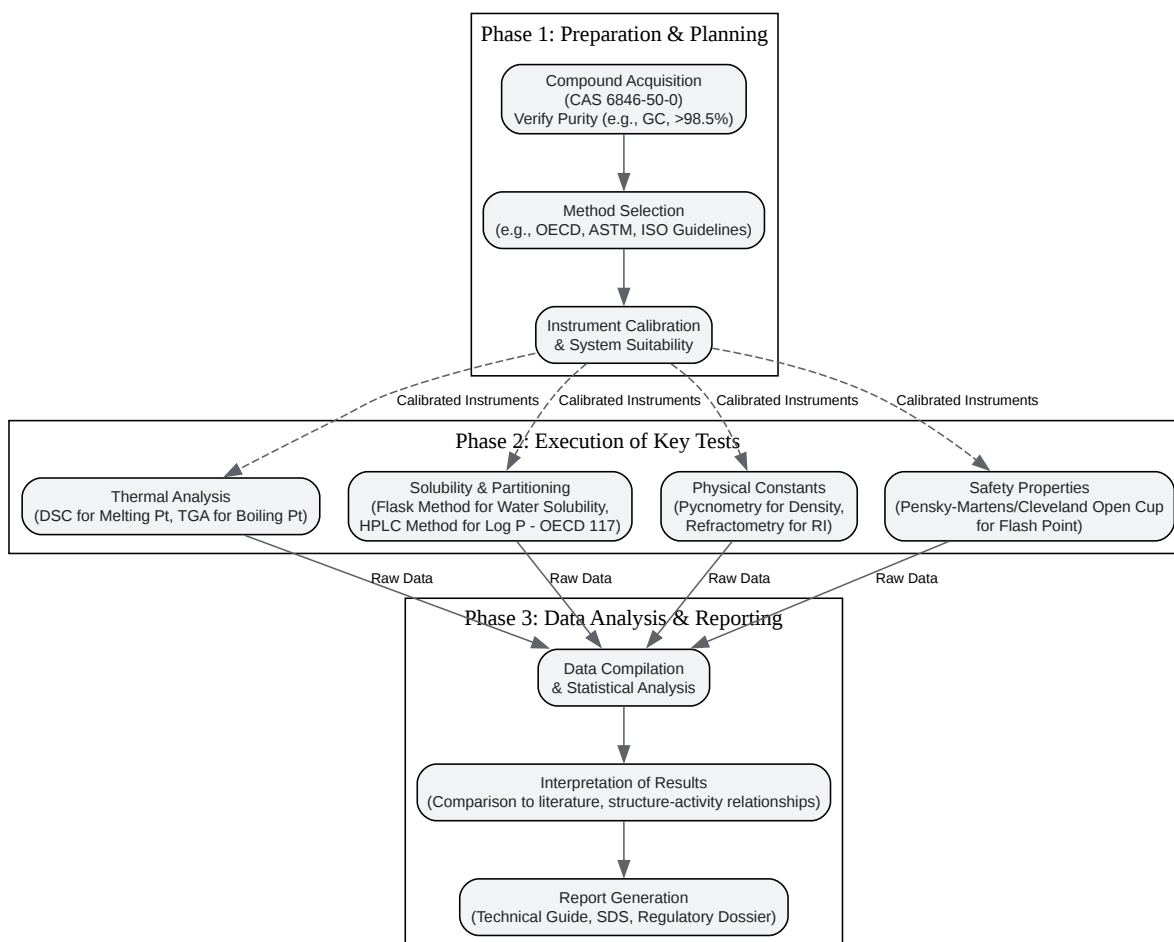 Phase 1: Preparation & Planning
Compound Acquisition
(CAS 6846-50-0)
Verify Purity (e.g., GC, >98.5%)
Method Selection
(e.g., OECD, ASTM, ISO Guidelines)
Instrument Calibration
& System Suitability
Calibrated Instruments
Calibrated Instruments
Calibrated Instruments
Calibrated Instruments
Phase 2: Execution of Key Tests
Thermal Analysis
(DSC for Melting Pt, TGA for Boiling Pt)
Solubility & Partitioning
(Flask Method for Water Solubility,
HPLC Method for Log P - OECD 117)
Physical Constants
(Pycnometry for Density,
Refractometry for RI)
Safety Properties
(Pensky-Martens/Cleveland Open Cup
for Flash Point)
Raw Data
Raw Data
Raw Data
Raw Data
Phase 3: Data Analysis & Reporting
Data Compilation
& Statistical Analysis
Interpretation of Results
(Comparison to literature, structure-activity relationships)
Report Generation
(Technical Guide, SDS, Regulatory Dossier)